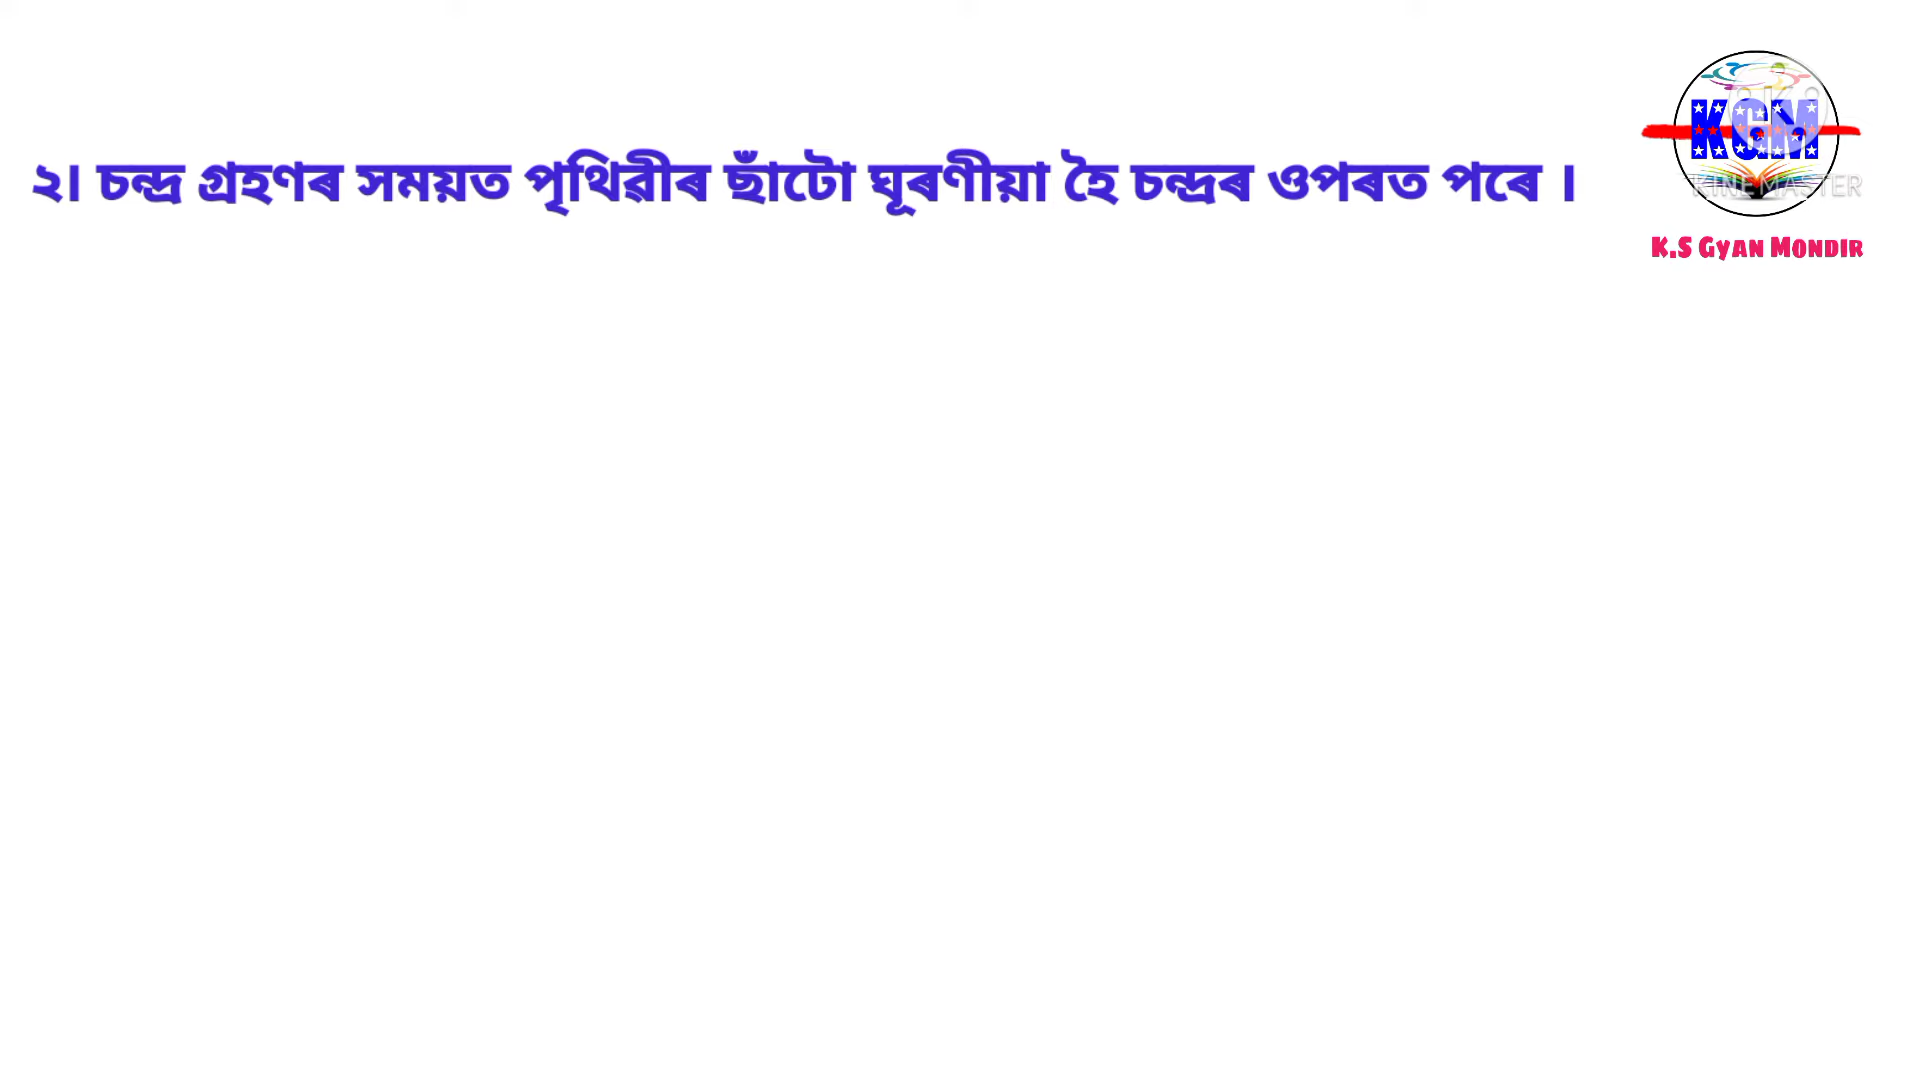 ২। চন্দ্ৰ গ্ৰহণৰ সময়ত পৃথিৱীৰ ছাঁটো ঘূৰণীয়া হৈ চন্দ্ৰৰ ওপৰত পৰে ।
KGM
KINEMASTER
K.S Gyan Mondir